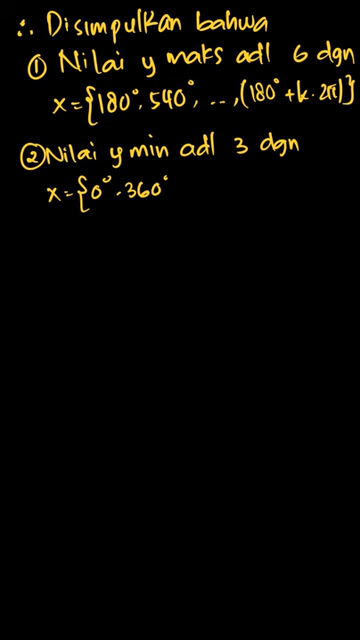 ∴ Disimpulkan bahwa
① Nilai y maks adl 6 dgn
x = {180°, 540°, ..., (180° + k · 2π)}
② Nilai y min adl 3 dgn
x = {0°, 360°